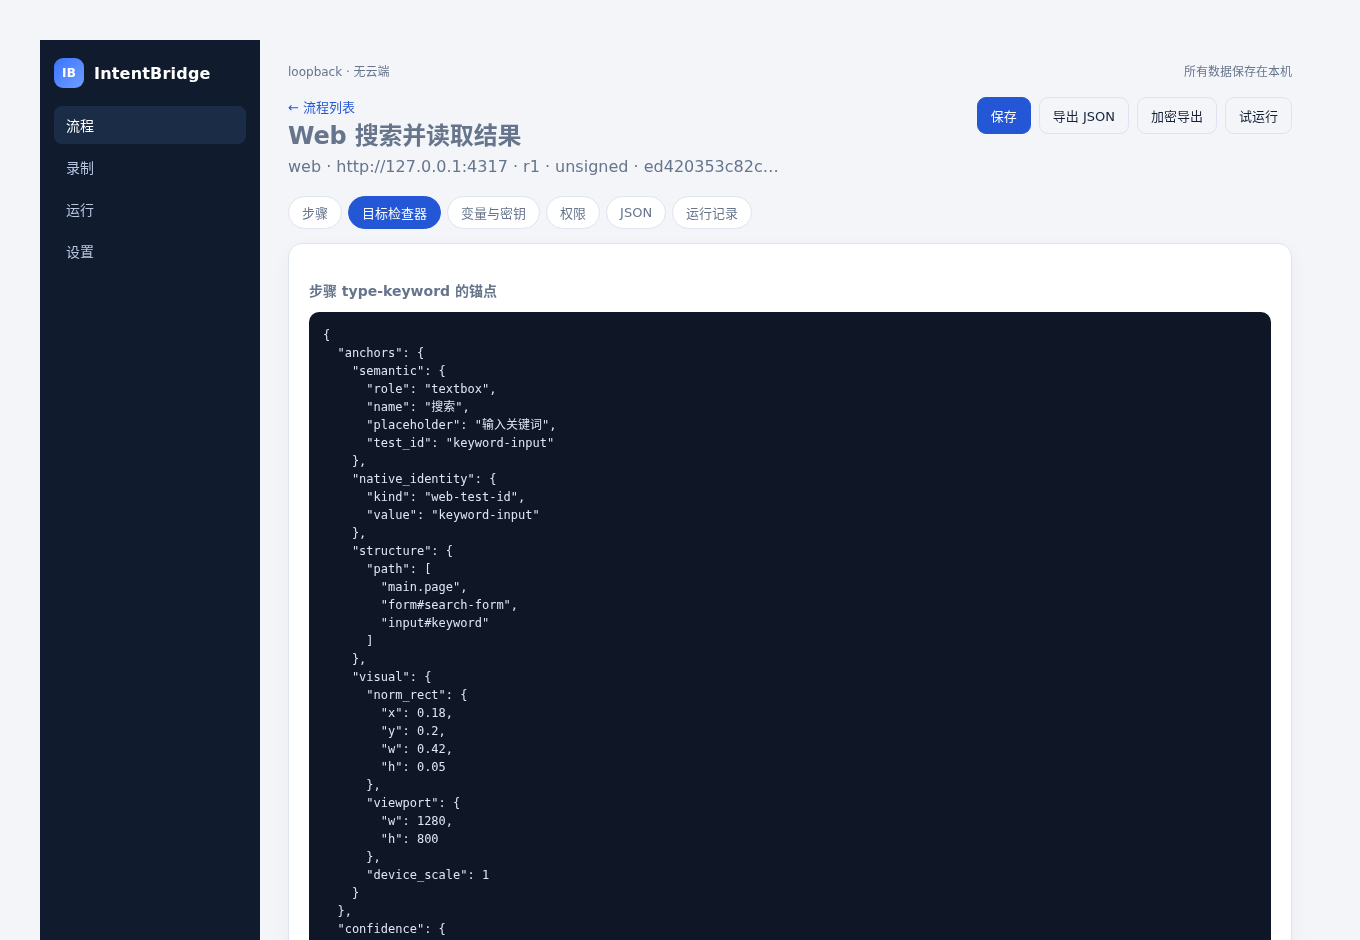 IB IntentBridge
流程
录制
运行
设置
loopback · 无云端
所有数据保存在本机
← 流程列表
Web 搜索并读取结果
web · http://127.0.0.1:4317 · r1 · unsigned · ed420353c82c…
保存 导出 JSON 加密导出 试运行
步骤 目标检查器 变量与密钥 权限 JSON 运行记录
步骤 type-keyword 的锚点
{
  "anchors": {
    "semantic": {
      "role": "textbox",
      "name": "搜索",
      "placeholder": "输入关键词",
      "test_id": "keyword-input"
    },
    "native_identity": {
      "kind": "web-test-id",
      "value": "keyword-input"
    },
    "structure": {
      "path": [
        "main.page",
        "form#search-form",
        "input#keyword"
      ]
    },
    "visual": {
      "norm_rect": {
        "x": 0.18,
        "y": 0.2,
        "w": 0.42,
        "h": 0.05
      },
      "viewport": {
        "w": 1280,
        "h": 800
      },
      "device_scale": 1
    }
  },
  "confidence": {